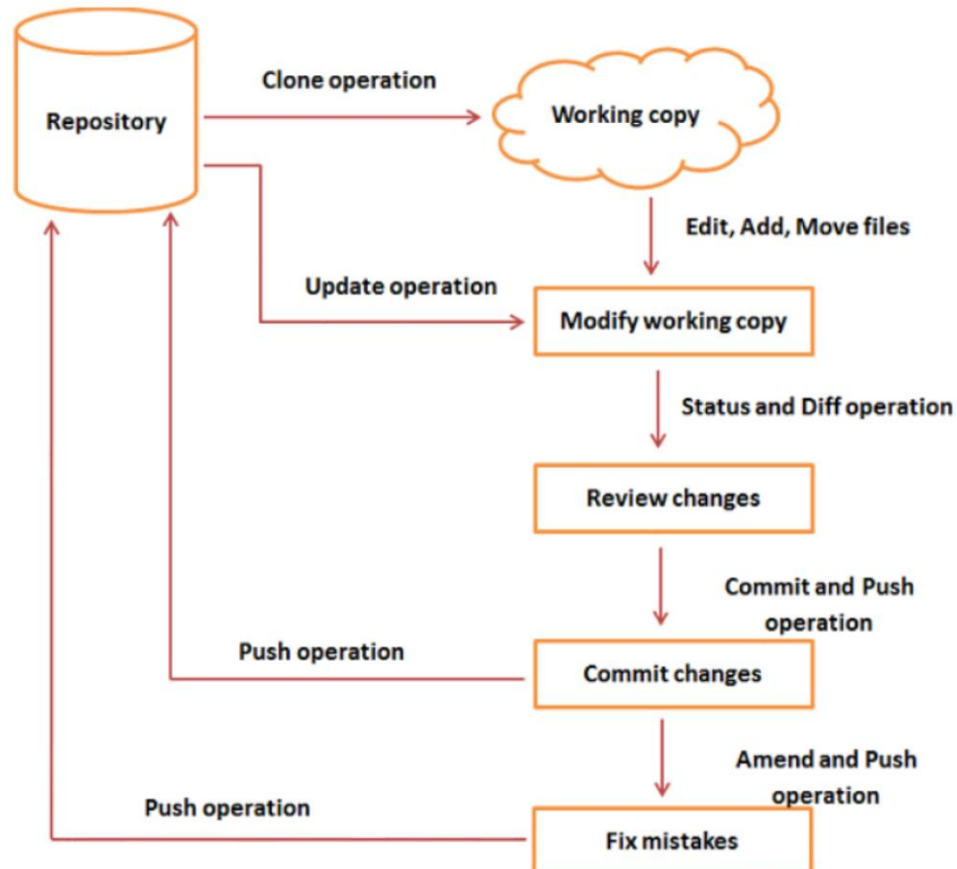 Clone operation
Repository
Working copy
Edit, Add, Move files
Update operation
Modify working copy
Status and Diff operation
Review changes
Commit and Push
operation
Push operation
Commit changes
Amend and Push
operation
Push operation
Fix mistakes